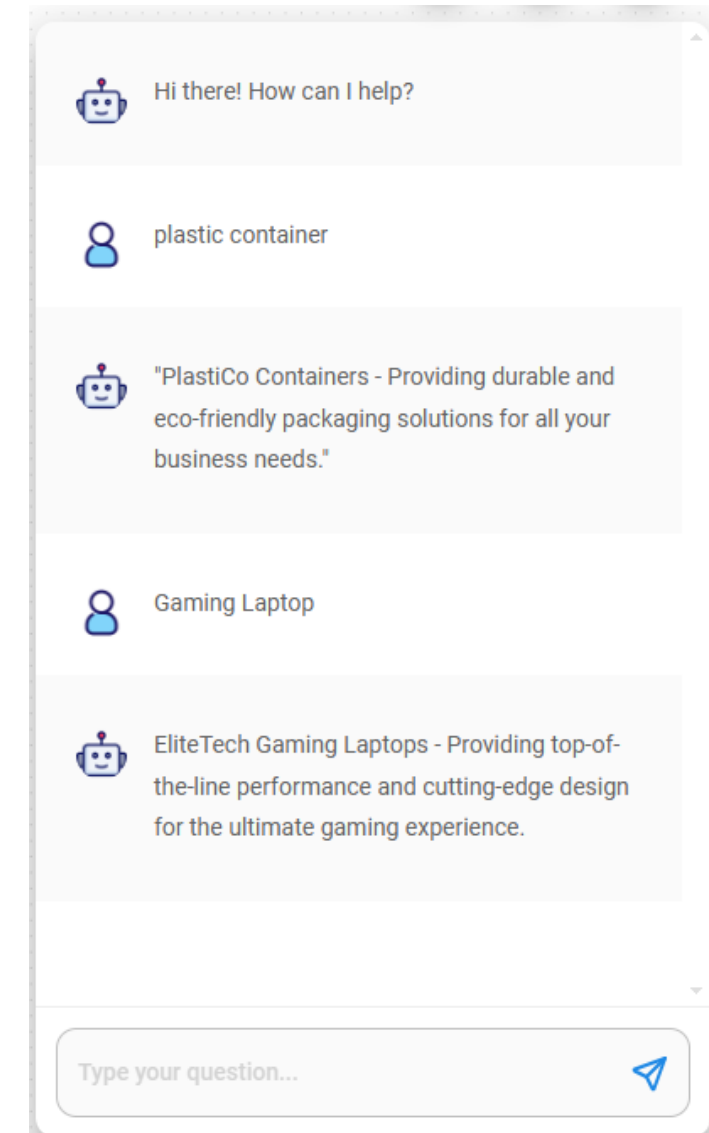 Hi there! How can I help?
plastic container
"PlastiCo Containers - Providing durable and
eco-friendly packaging solutions for all your
business needs."
Gaming Laptop
EliteTech Gaming Laptops - Providing top-of-
the-line performance and cutting-edge design
for the ultimate gaming experience.
Type your question...